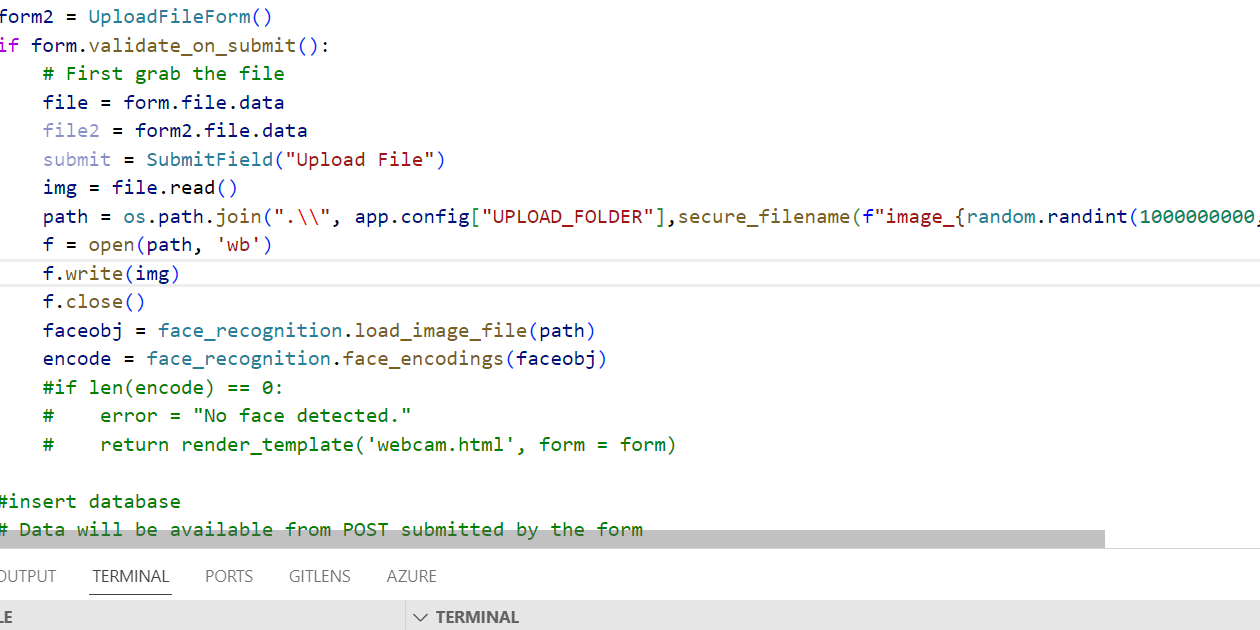 form2 = UploadFileForm()
if form.validate_on_submit():
# First grab the file
file = form.file.data
file2 = form2.file.data
submit = SubmitField("Upload File")
img = file.read()
path = os.path.join(".\\", app.config["UPLOAD_FOLDER"],secure_filename(f"image_{random.randint(1000000000,
f = open(path, 'wb')
f.write(img)
f.close()
faceobj = face_recognition.load_image_file(path)
encode = face_recognition.face_encodings(faceobj)
#if len(encode) == 0:
#    error = "No face detected."
#    return render_template('webcam.html', form = form)
#insert database
# Data will be available from POST submitted by the form
OUTPUT TERMINAL PORTS GITLENS AZURE
LE TERMINAL